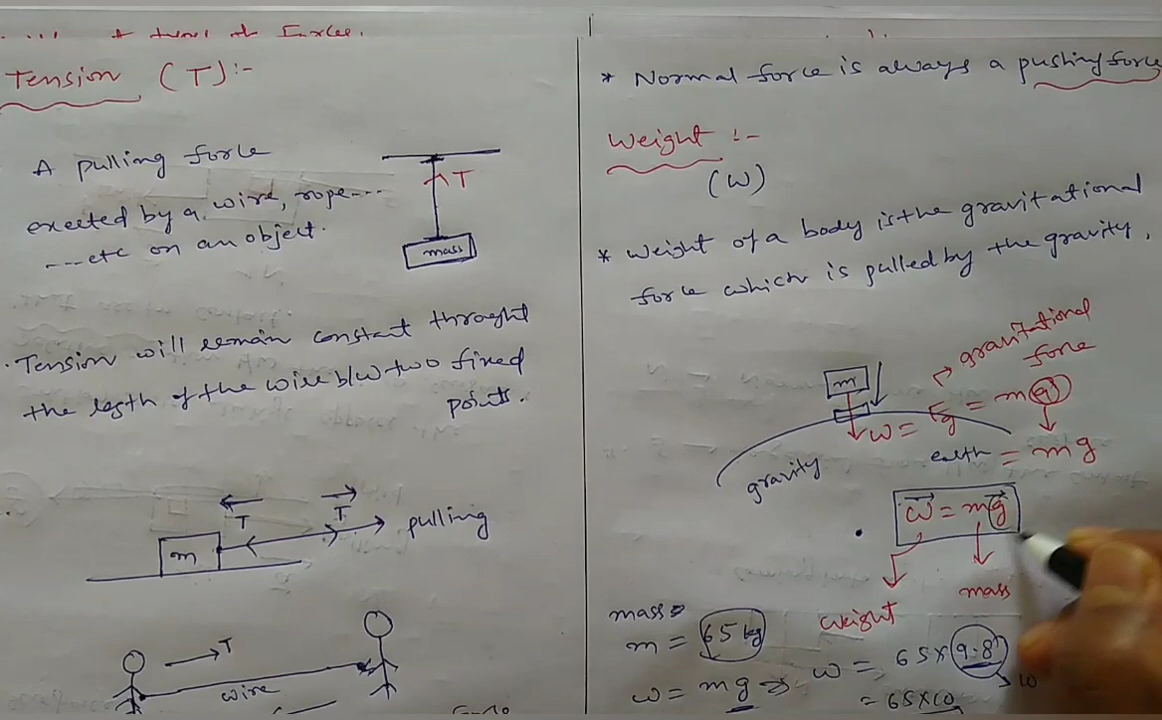 types of Forces.
Tension (T):-
A pulling force
exerted by a, wire, rope---
---etc on an object.
T
mass
Tension will remain constant throught
the legth of the wire b/w two fixed
points.
T T
pulling
m
T
wire
* Normal force is always a pushing force
Weight :-
(W)
* Weight of a body is the gravitational
force which is pulled by the gravity,
gravitational
force
m
w = Fg = m(g)
earth = mg
gravity
w = mg
mass
weight
mass
m = 65 kg
w = mg
w = 65×9.8
10
= 65×10